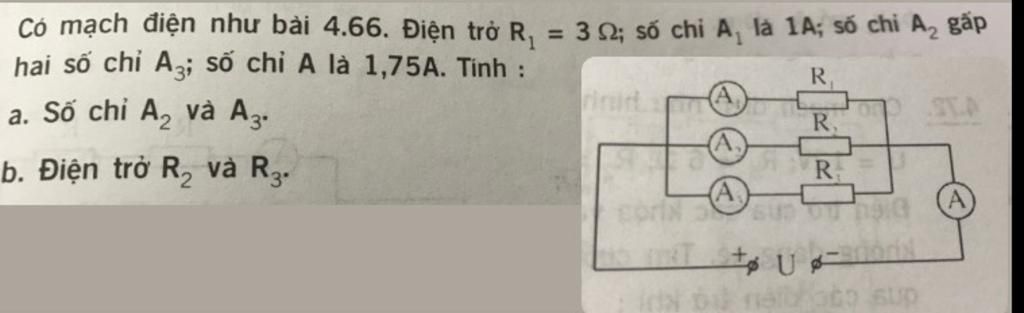 Có mạch điện như bài 4.66. Điện trở R₁ = 3 Ω; số chỉ A₁ là 1A; số chỉ A₂ gấp
hai số chỉ A₃; số chỉ A là 1,75A. Tính :
a. Số chỉ A₂ và A₃.
b. Điện trở R₂ và R₃.
A₁ R₁
A₂ R₂
A₃ R₃
A
+ U −